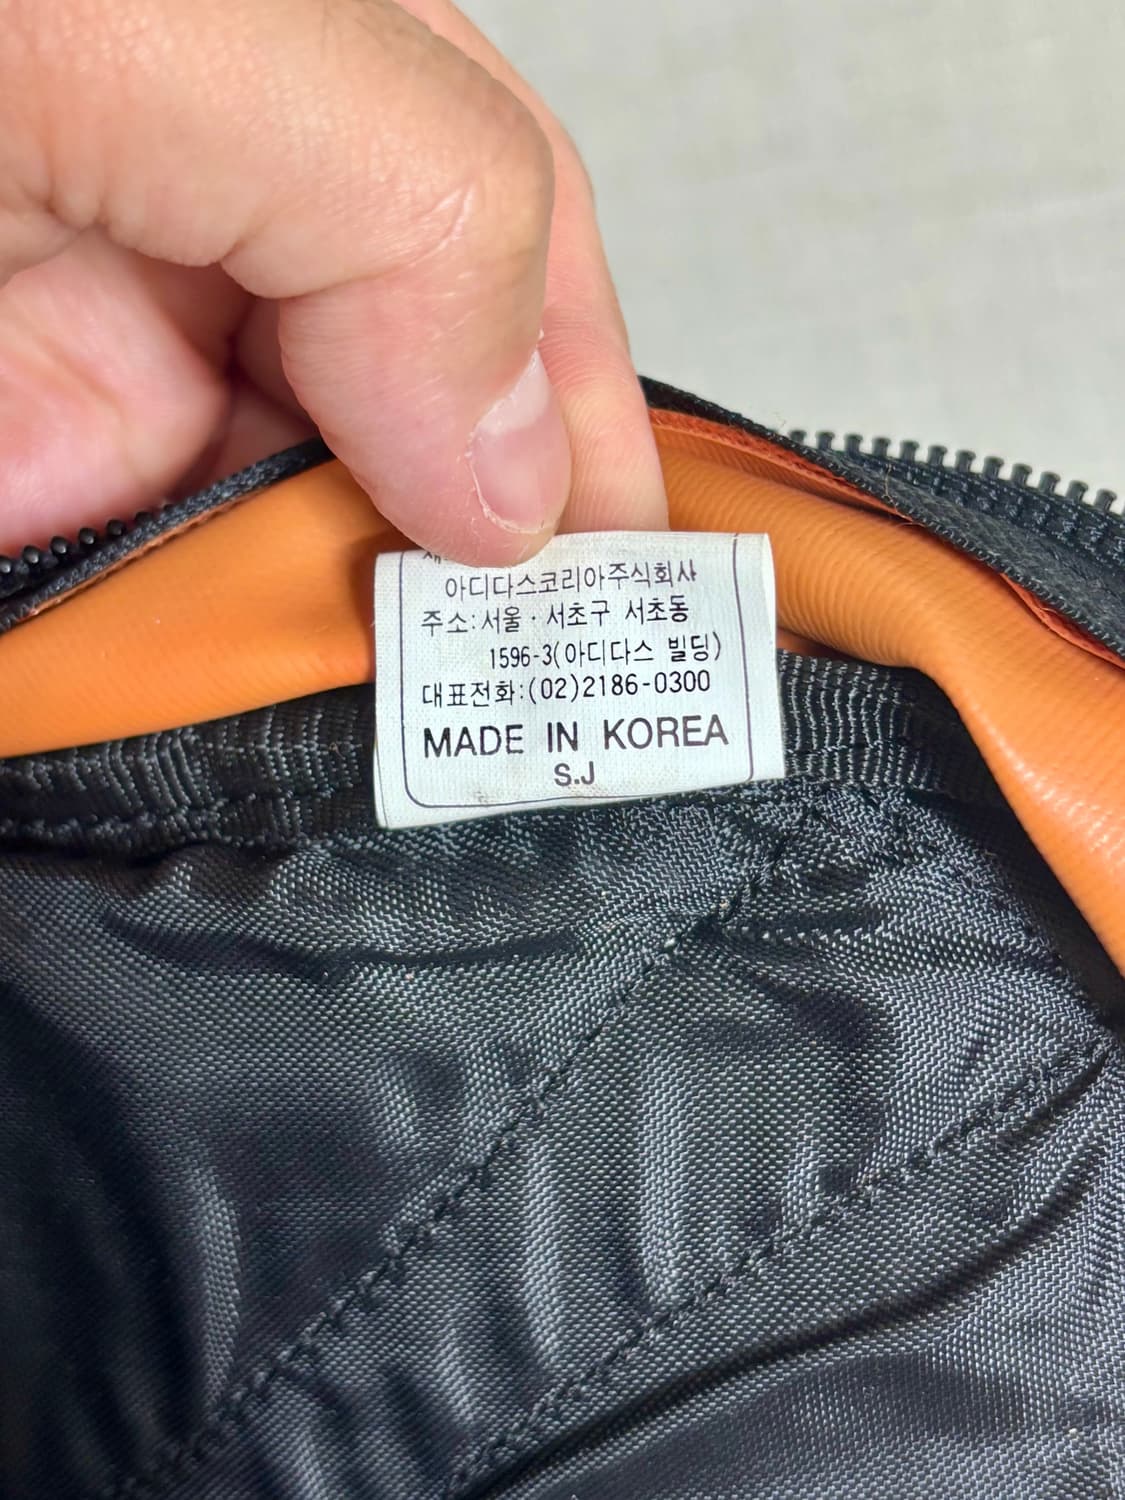 아디다스코리아주식회사
주소:서울·서초구 서초동
1596-3(아디다스 빌딩)
대표전화:(02)2186-0300
MADE IN KOREA
S.J